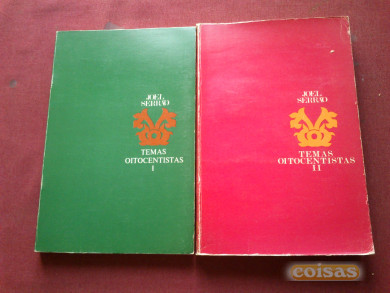 JOEL
SERRÃO
TEMAS
OITOCENTISTAS
I
JOEL
SERRÃO
TEMAS
OITOCENTISTAS
II
coisas